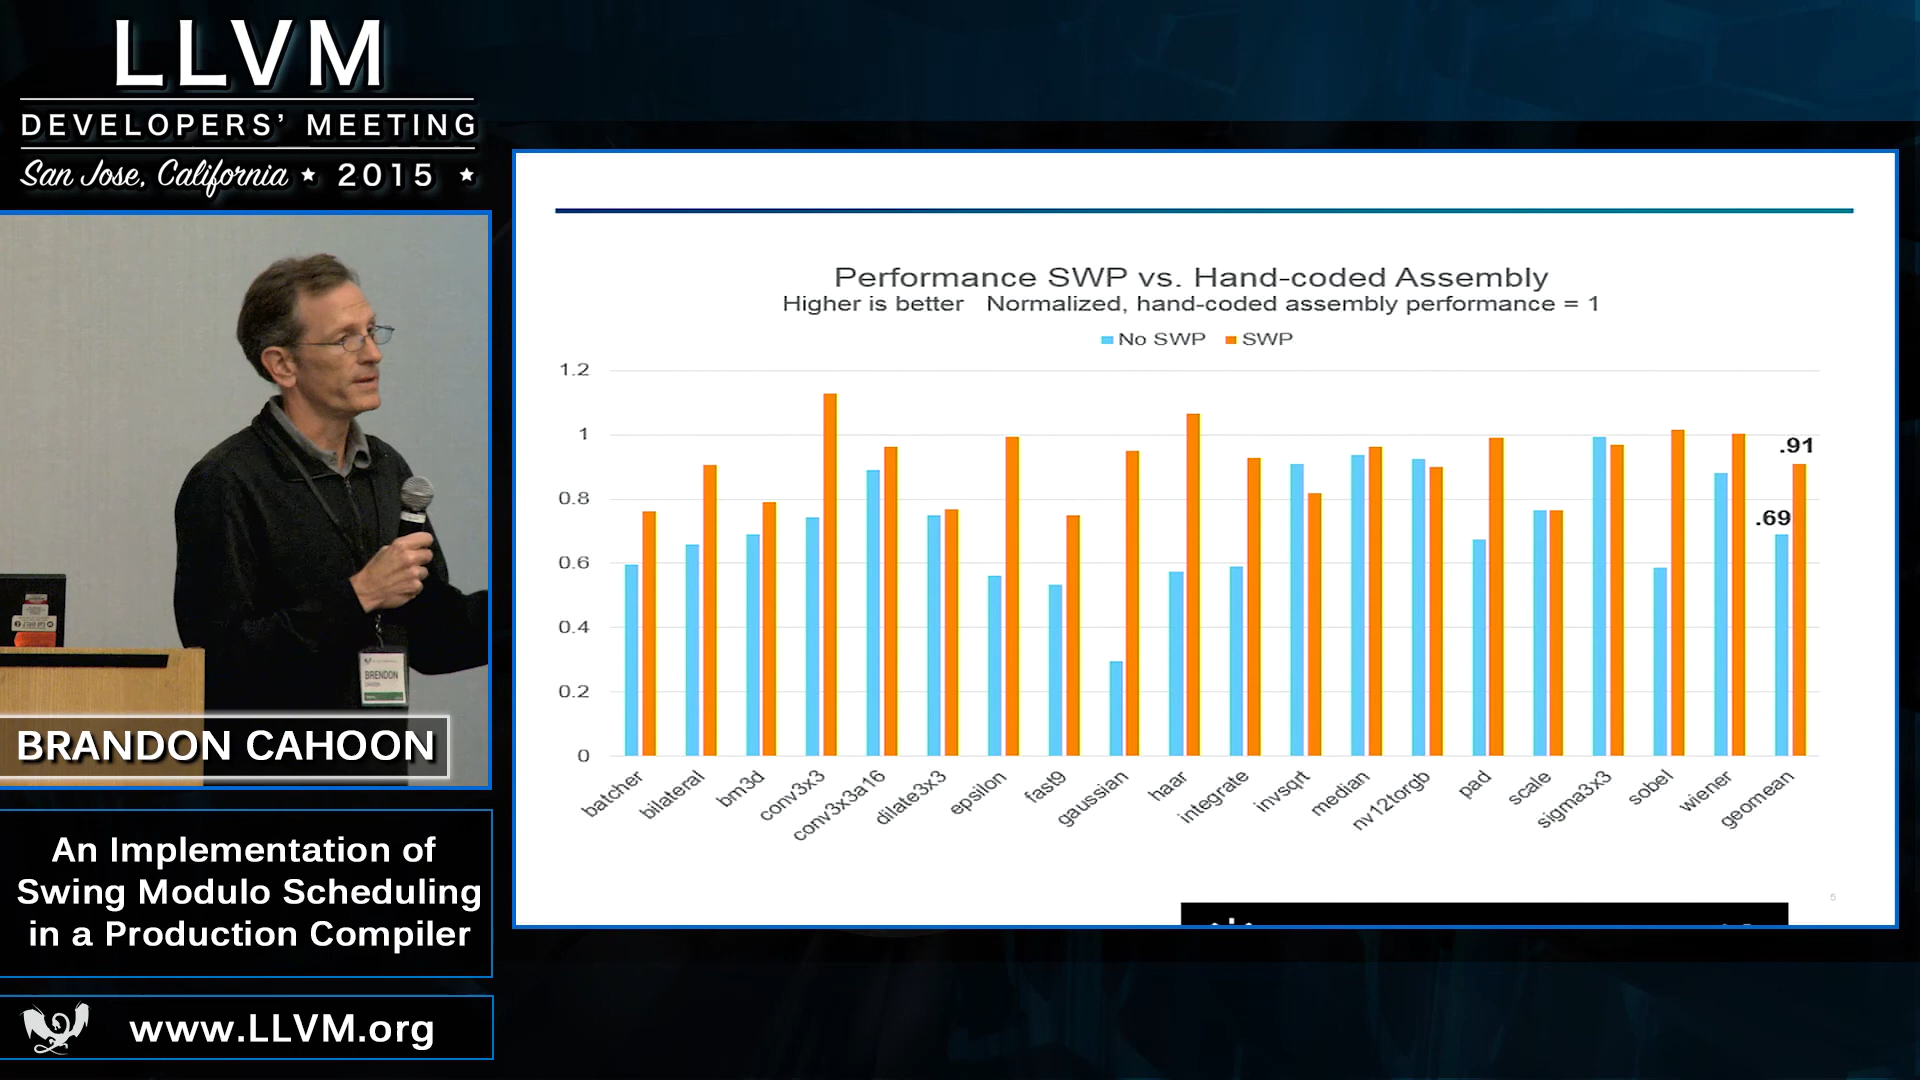 LLVM
DEVELOPERS’ MEETING
San Jose, California ★ 2015 ★
BRENDON
BRANDON CAHOON
An Implementation of
Swing Modulo Scheduling
in a Production Compiler
www.LLVM.org
Performance SWP vs. Hand-coded Assembly
Higher is better Normalized, hand-coded assembly performance = 1
No SWP SWP
1.2
1
0.8
0.6
0.4
0.2
0
.69
.91
batcher
bilateral
bm3d
conv3x3
conv3x3a16
dilate3x3
epsilon
fast9
gaussian
haar
integrate
invsqrt
median
nv12torgb
pad
scale
sigma3x3
sobel
wiener
geomean
5